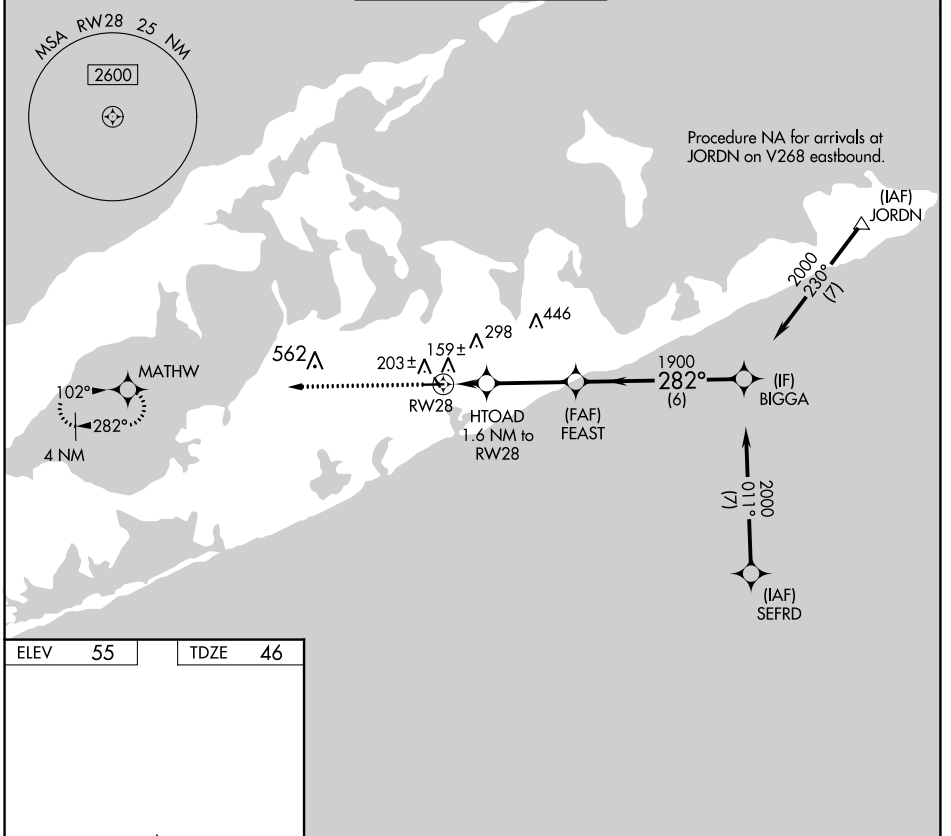 MSA RW28 25 NM
2600
Procedure NA for arrivals at
JORDN on V268 eastbound.
(IAF)
JORDN
2000
230°
(7)
446
298
159±
203±
562
MATHW
102°
282°
4 NM
RW28
HTOAD
1.6 NM to
RW28
(FAF)
FEAST
1900
282°
(6)
(IF)
BIGGA
2000
011°
(7)
(IAF)
SEFRD
ELEV 55
TDZE 46